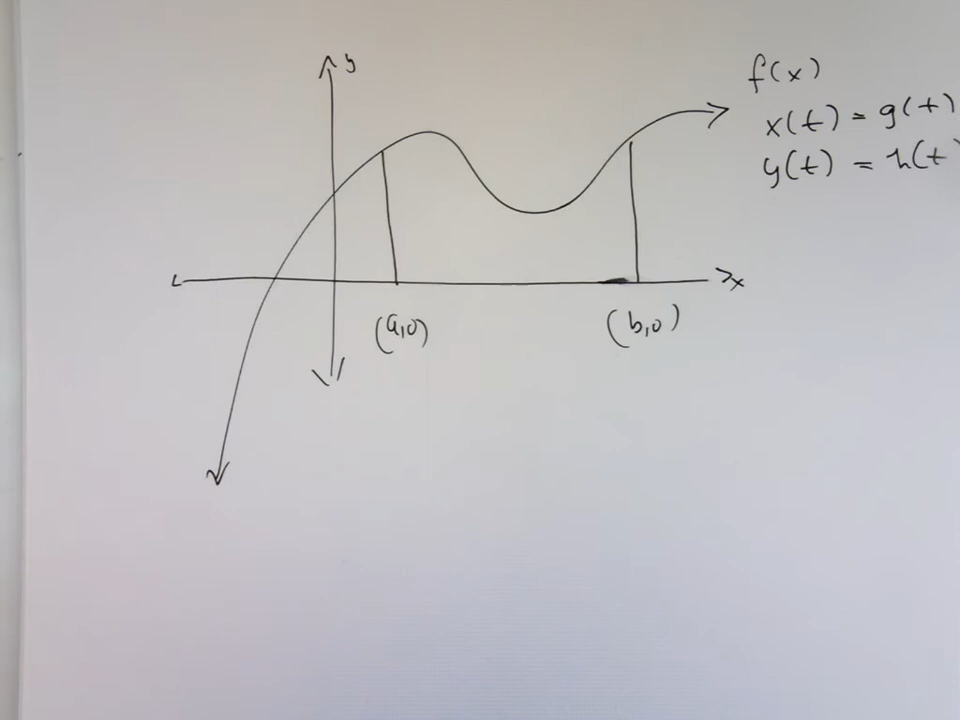 y
f(x)
x(t) = g(t)
y(t) = h(t
x
(a,0)
(b,0)